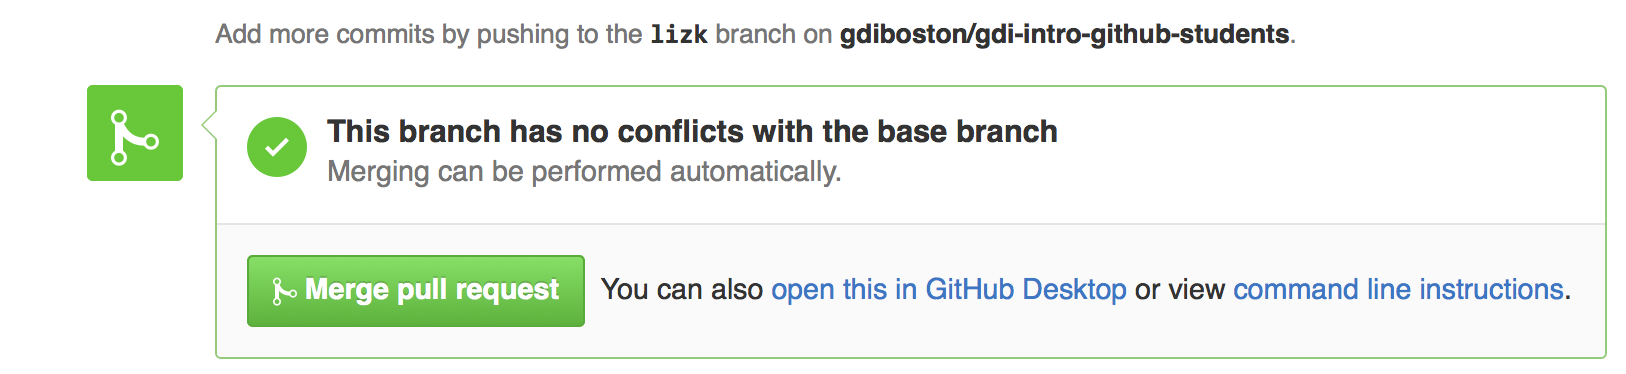 Add more commits by pushing to the lizk branch on gdiboston/gdi-intro-github-students.
This branch has no conflicts with the base branch
Merging can be performed automatically.
Merge pull request You can also open this in GitHub Desktop or view command line instructions.